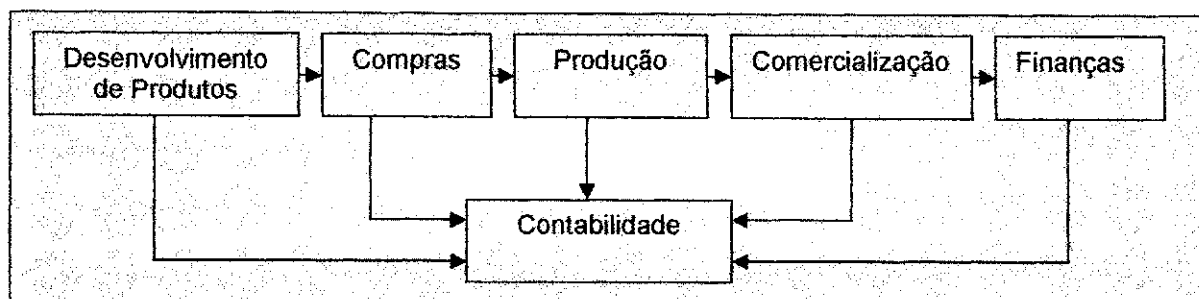 Desenvolvimento
de Produtos
Compras
Produção
Comercialização
Finanças
Contabilidade